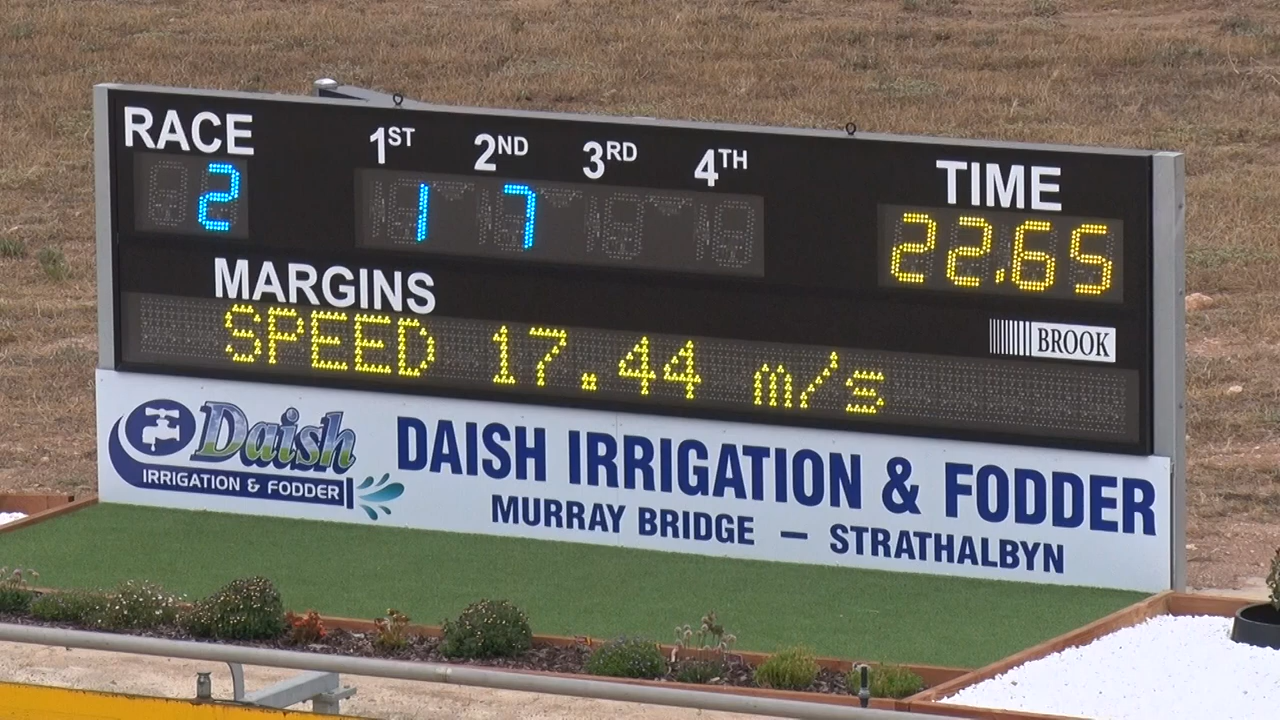 RACE 1ST 2ND 3RD 4TH TIME
2 1 7 22.65
MARGINS
BROOK
SPEED 17.44 m/s
Daish
IRRIGATION & FODDER
DAISH IRRIGATION & FODDER
MURRAY BRIDGE – STRATHALBYN